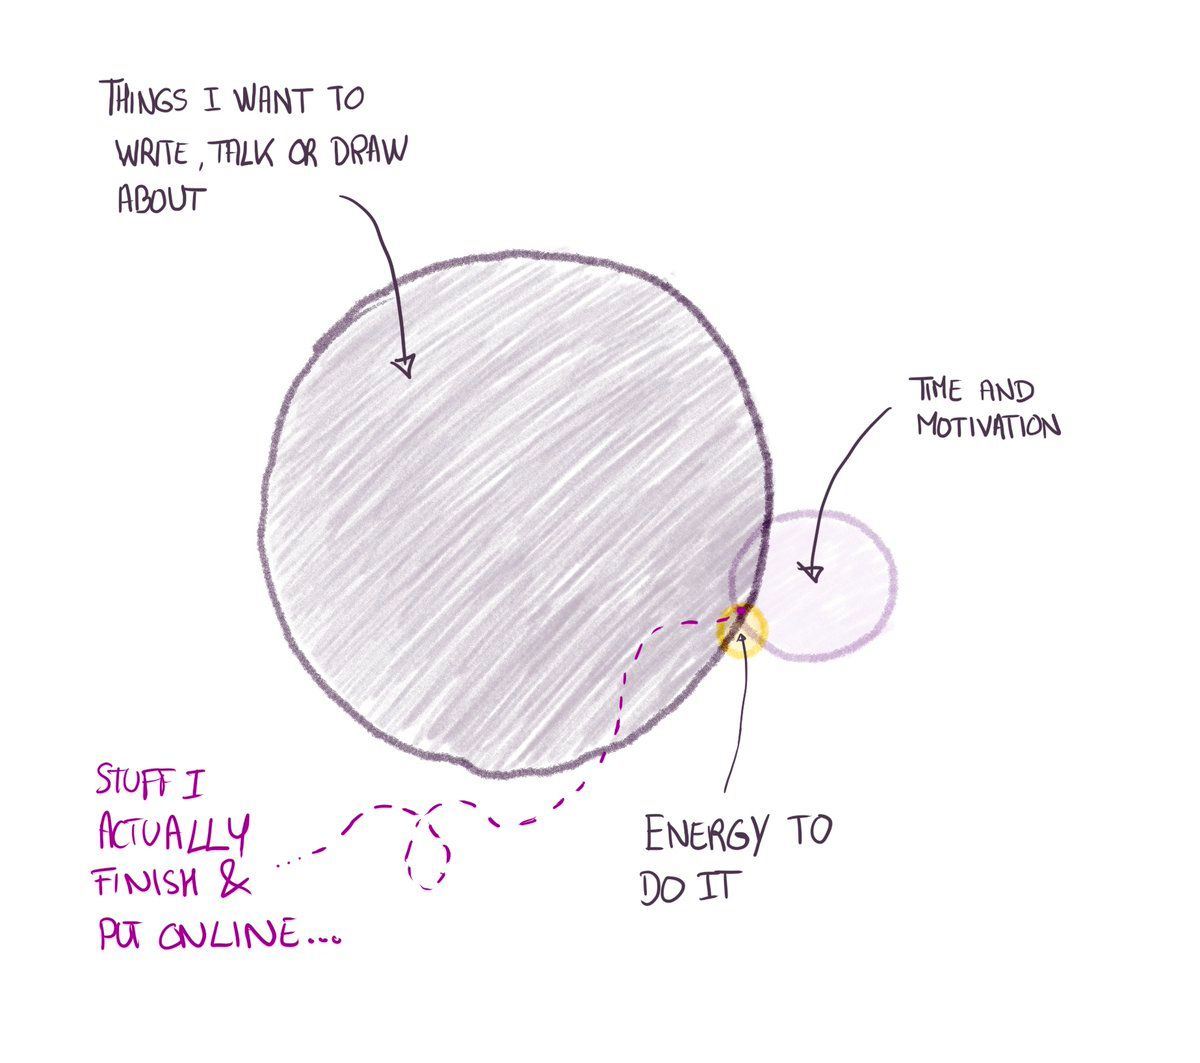 THINGS I WANT TO
WRITE, TALK OR DRAW
ABOUT
TIME AND
MOTIVATION
STUFF I
ACTUALLY
FINISH &
PUT ONLINE...
ENERGY TO
DO IT